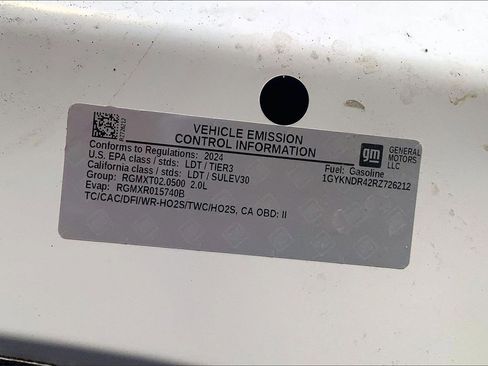 VEHICLE EMISSION
CONTROL INFORMATION
gm GENERAL
MOTORS
LLC
Conforms to Regulations: 2024
U.S. EPA class / stds: LDT / TIER3
California class / stds: LDT / SULEV30
Group: RGMXT02.0500 2.0L
Evap: RGMXR015740B
TC/CAC/DFI/WR-HO2S/TWC/HO2S, CA OBD: II
Fuel: Gasoline
1GYKNDR42RZ726212